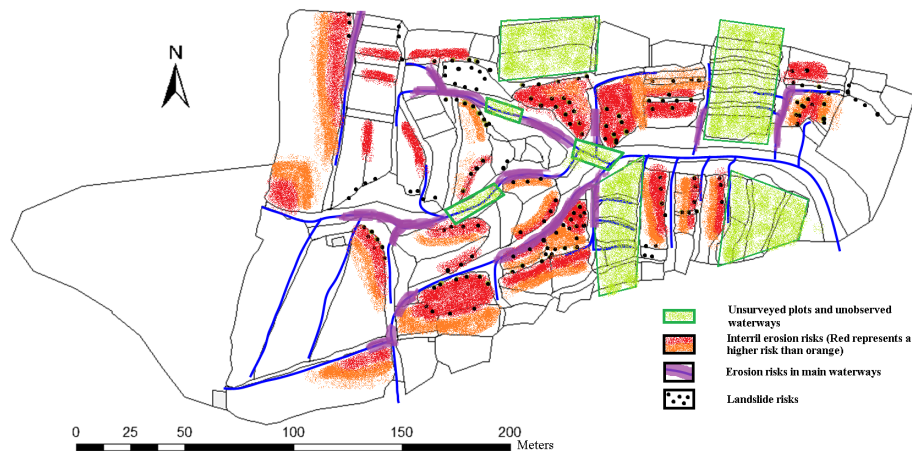 N
Unsurveyed plots and unobserved
waterways
Interril erosion risks (Red represents a
higher risk than orange)
Erosion risks in main waterways
Landslide risks
0 25 50 100 150 200
Meters